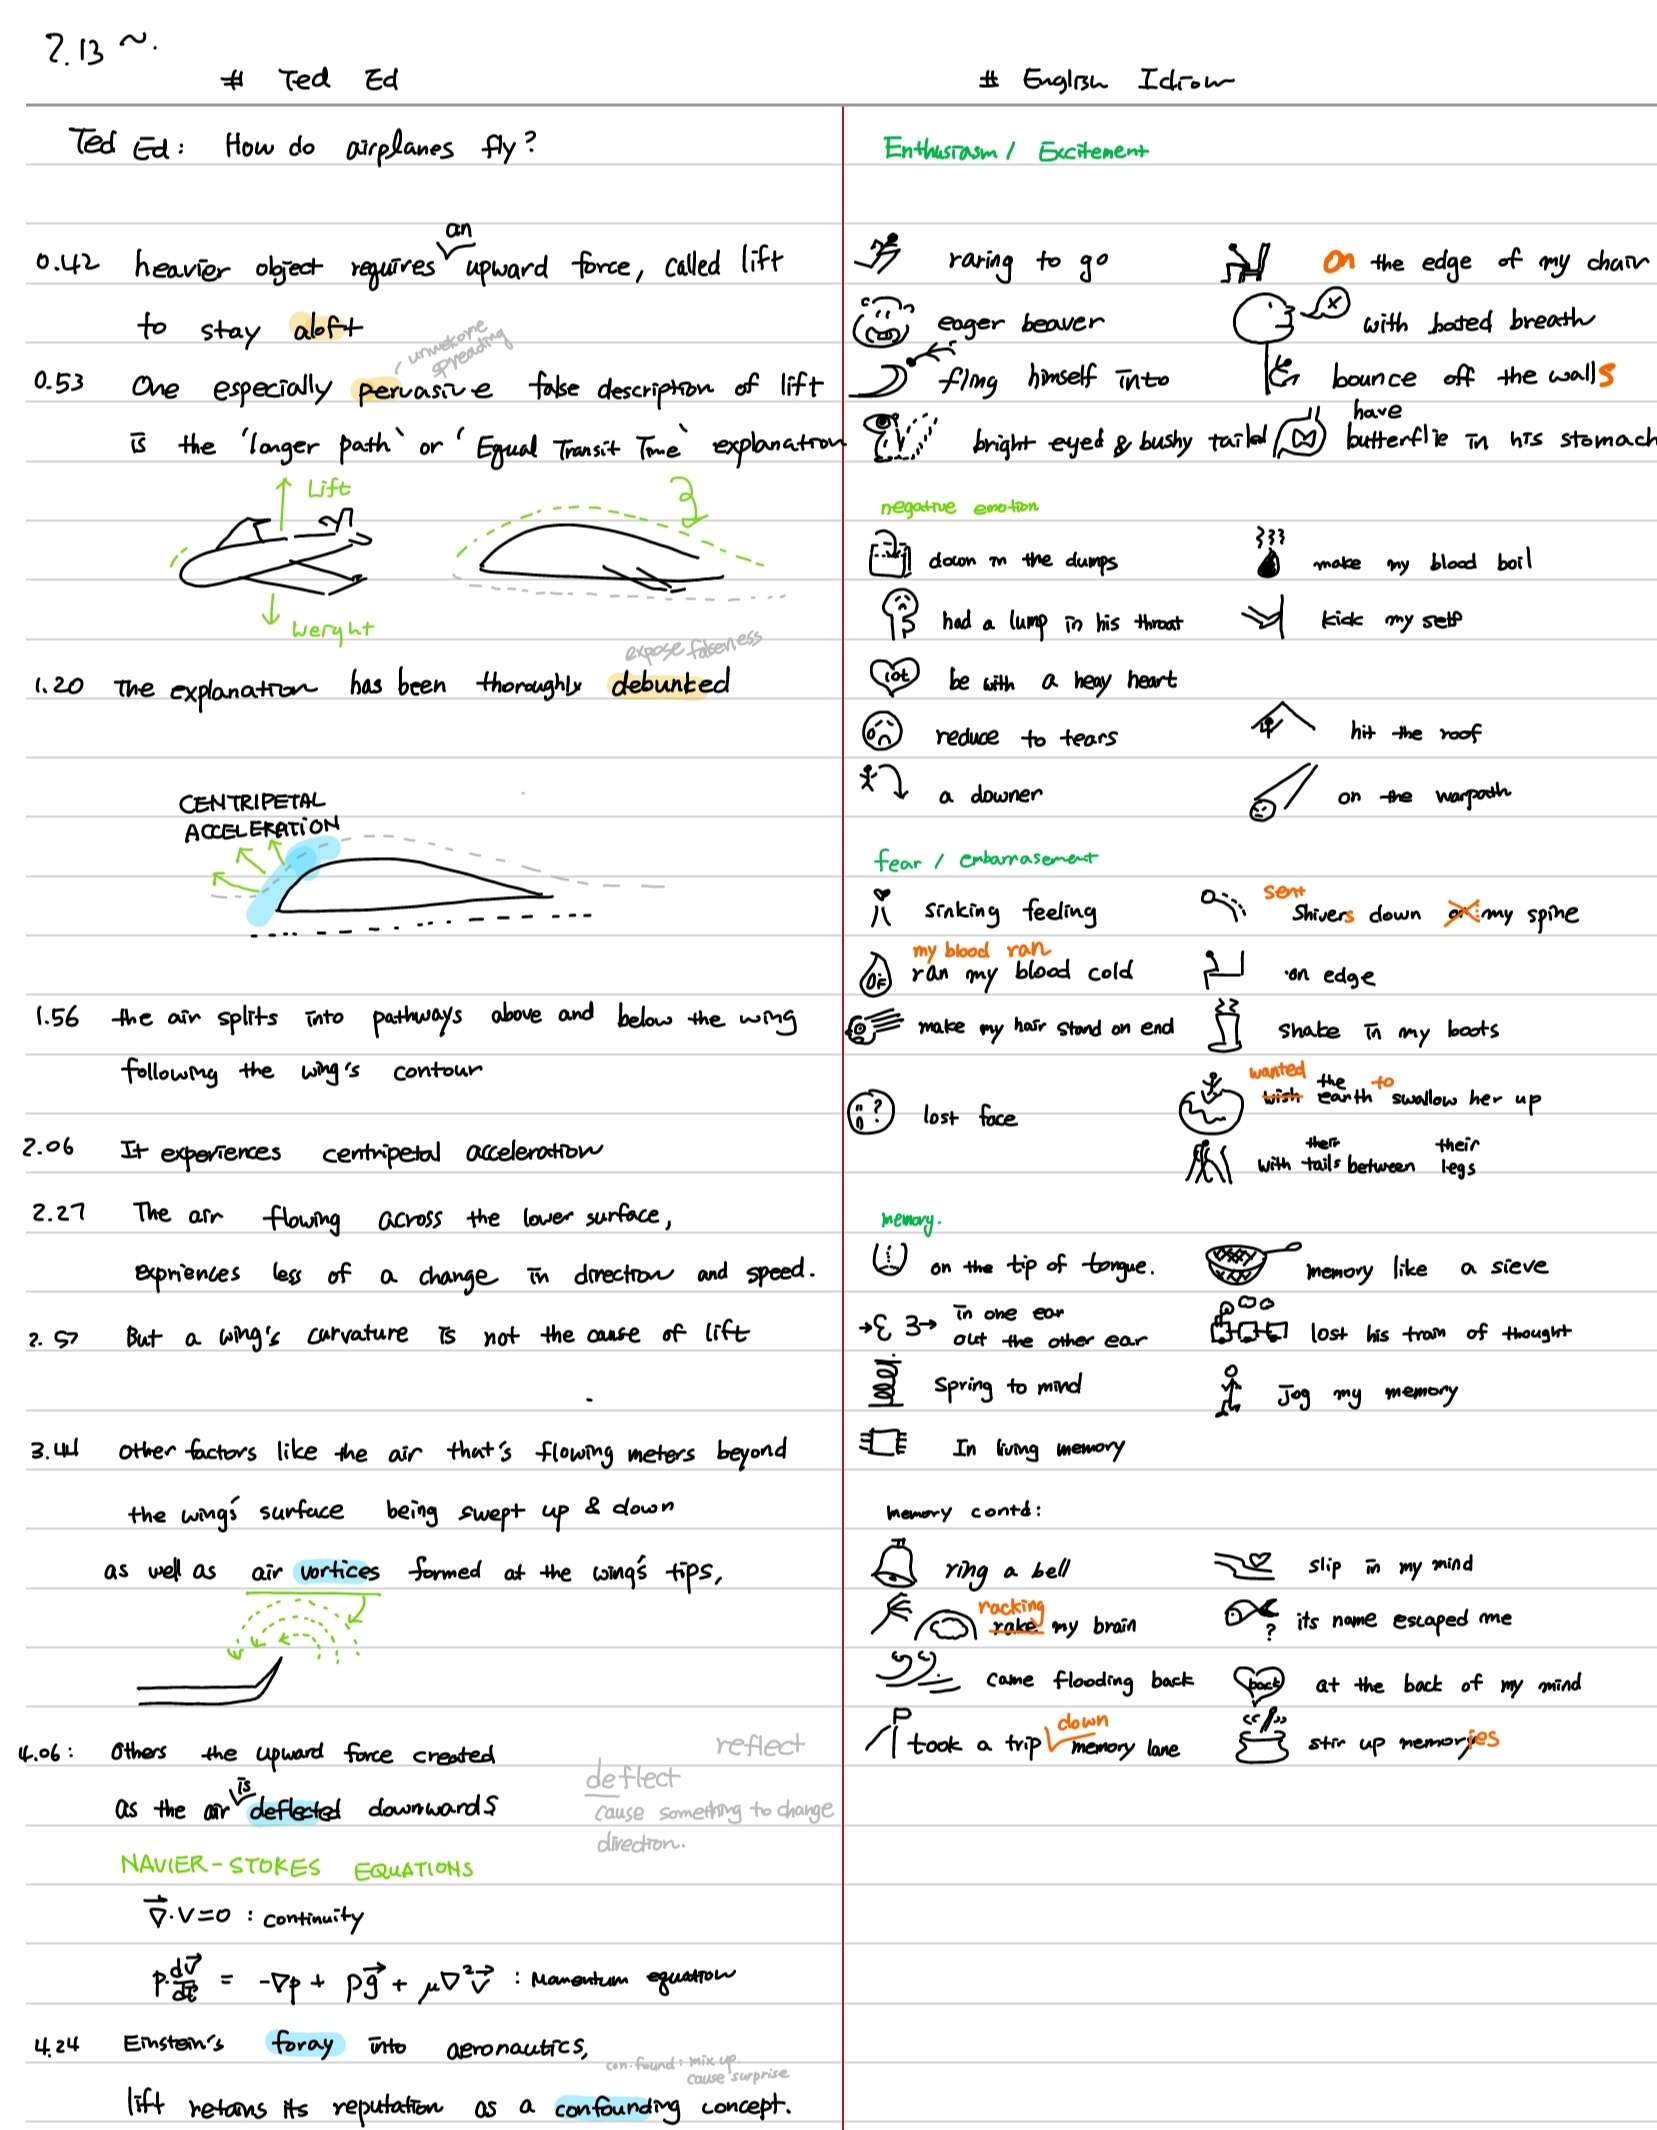 2.13 ~.
# Ted Ed
Ted Ed: How do airplanes fly?
0.42 heavier object requires an upward force, called lift
to stay aloft
unwelcome
spreading
0.53 One especially pervasive false description of lift
is the 'longer path' or 'Equal Transit Time' explanation
Lift
Weight
expose falseness
1.20 The explanation has been thoroughly debunked
CENTRIPETAL
ACCELERATION
1.56 the air splits into pathways above and below the wing
following the wing's contour
2.06 It experiences centripetal acceleration
2.27 The air flowing across the lower surface,
expriences less of a change in direction and speed.
2.57 But a wing's curvature is not the cause of lift
3.44 other factors like the air that's flowing meters beyond
the wing's surface being swept up & down
as well as air vortices formed at the wing's tips,
4.06: Others the upward force created
as the air is deflected downwards
reflect
deflect
cause something to change
direction.
NAVIER-STOKES EQUATIONS
∇·V=0 : continuity
ρ·dv/dt = -∇p + ρg + μ∇²v : Momentum equation
4.24 Einstein's foray into aeronautics,
con·found: mix up
cause surprise
lift retains its reputation as a confounding concept.
# English Idiom
Enthusiasm / Excitement
raring to go
On the edge of my chair
eager beaver
with bated breath
fling himself into
bounce off the walls
bright eyed & bushy tailed
have
butterflie in his stomach
negative emotion
down in the dumps
make my blood boil
had a lump in his throat
kick my self
be with a heay heart
reduce to tears
hit the roof
a downer
on the warpath
fear / embarrasement
sinking feeling
sent
Shivers down my spine
my blood ran
ran my blood cold
on edge
make my hair stand on end
shake in my boots
lost face
wanted the to
wish earth swallow her up
their their
with tails between legs
memory.
on the tip of tongue.
memory like a sieve
in one ear
out the other ear
lost his train of thought
Spring to mind
Jog my memory
In living memory
memory contd:
ring a bell
slip in my mind
racking
rake my brain
its name escaped me
?
came flooding back
back
at the back of my mind
P
took a trip down memory lane
stir up memories